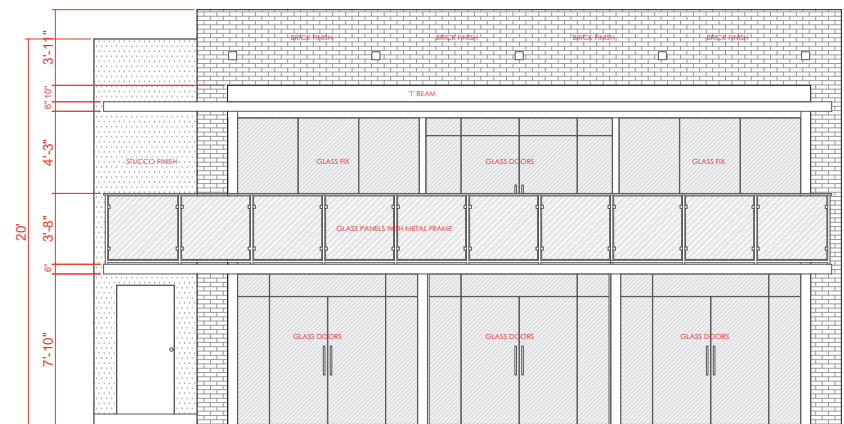 BRICK FINISH BRICK FINISH BRICK FINISH BRICK FINISH
3'-11"
10"
"I" BEAM
6"
4'-3"
STUCCO FINISH GLASS FIX GLASS DOORS GLASS FIX
20'
3'-8"
GLASS PANELS WITH METAL FRAME
6"
7'-10"
GLASS DOORS GLASS DOORS GLASS DOORS